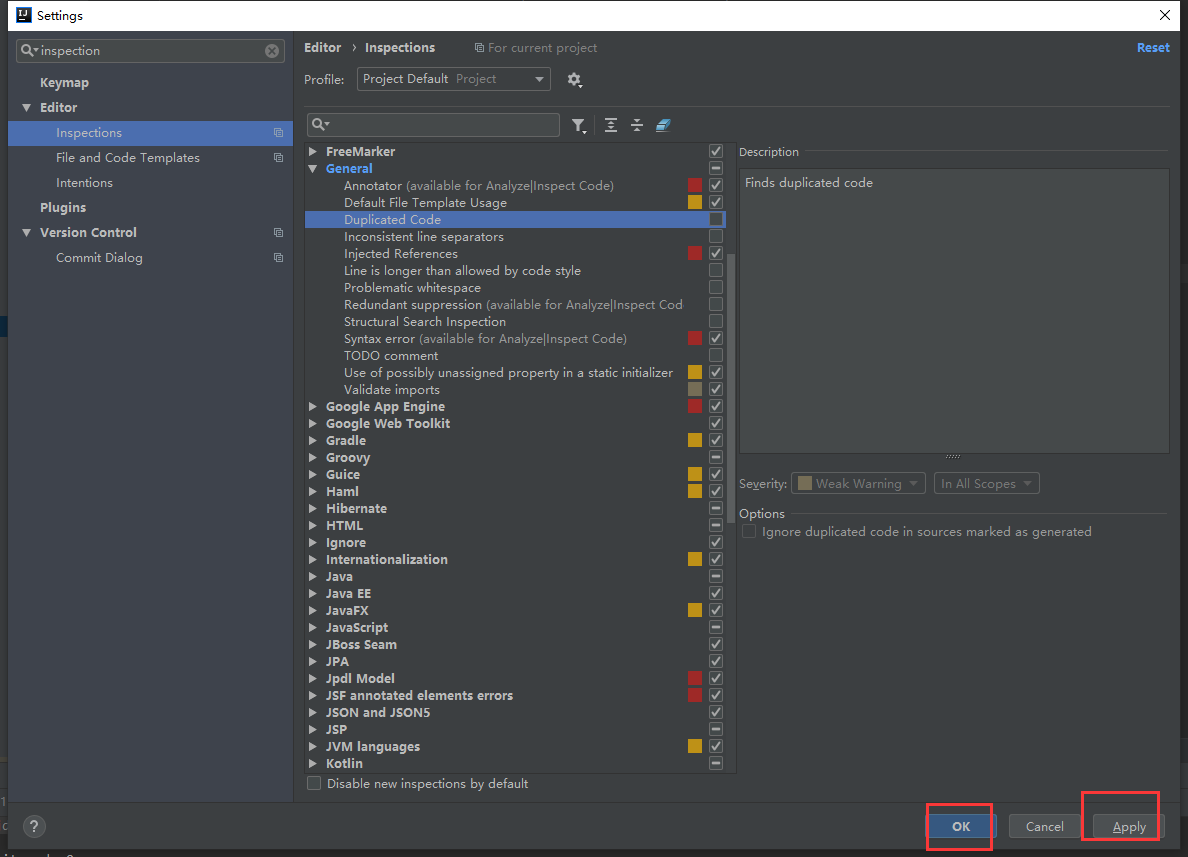 Settings
inspection
Keymap
Editor
Inspections
File and Code Templates
Intentions
Plugins
Version Control
Commit Dialog
Editor › Inspections
For current project
Reset
Profile:
Project Default Project
FreeMarker
General
Annotator (available for Analyze|Inspect Code)
Default File Template Usage
Duplicated Code
Inconsistent line separators
Injected References
Line is longer than allowed by code style
Problematic whitespace
Redundant suppression (available for Analyze|Inspect Cod
Structural Search Inspection
Syntax error (available for Analyze|Inspect Code)
TODO comment
Use of possibly unassigned property in a static initializer
Validate imports
Google App Engine
Google Web Toolkit
Gradle
Groovy
Guice
Haml
Hibernate
HTML
Ignore
Internationalization
Java
Java EE
JavaFX
JavaScript
JBoss Seam
JPA
Jpdl Model
JSF annotated elements errors
JSON and JSON5
JSP
JVM languages
Kotlin
Disable new inspections by default
Description
Finds duplicated code
Severity:
Weak Warning
In All Scopes
Options
Ignore duplicated code in sources marked as generated
?
OK
Cancel
Apply